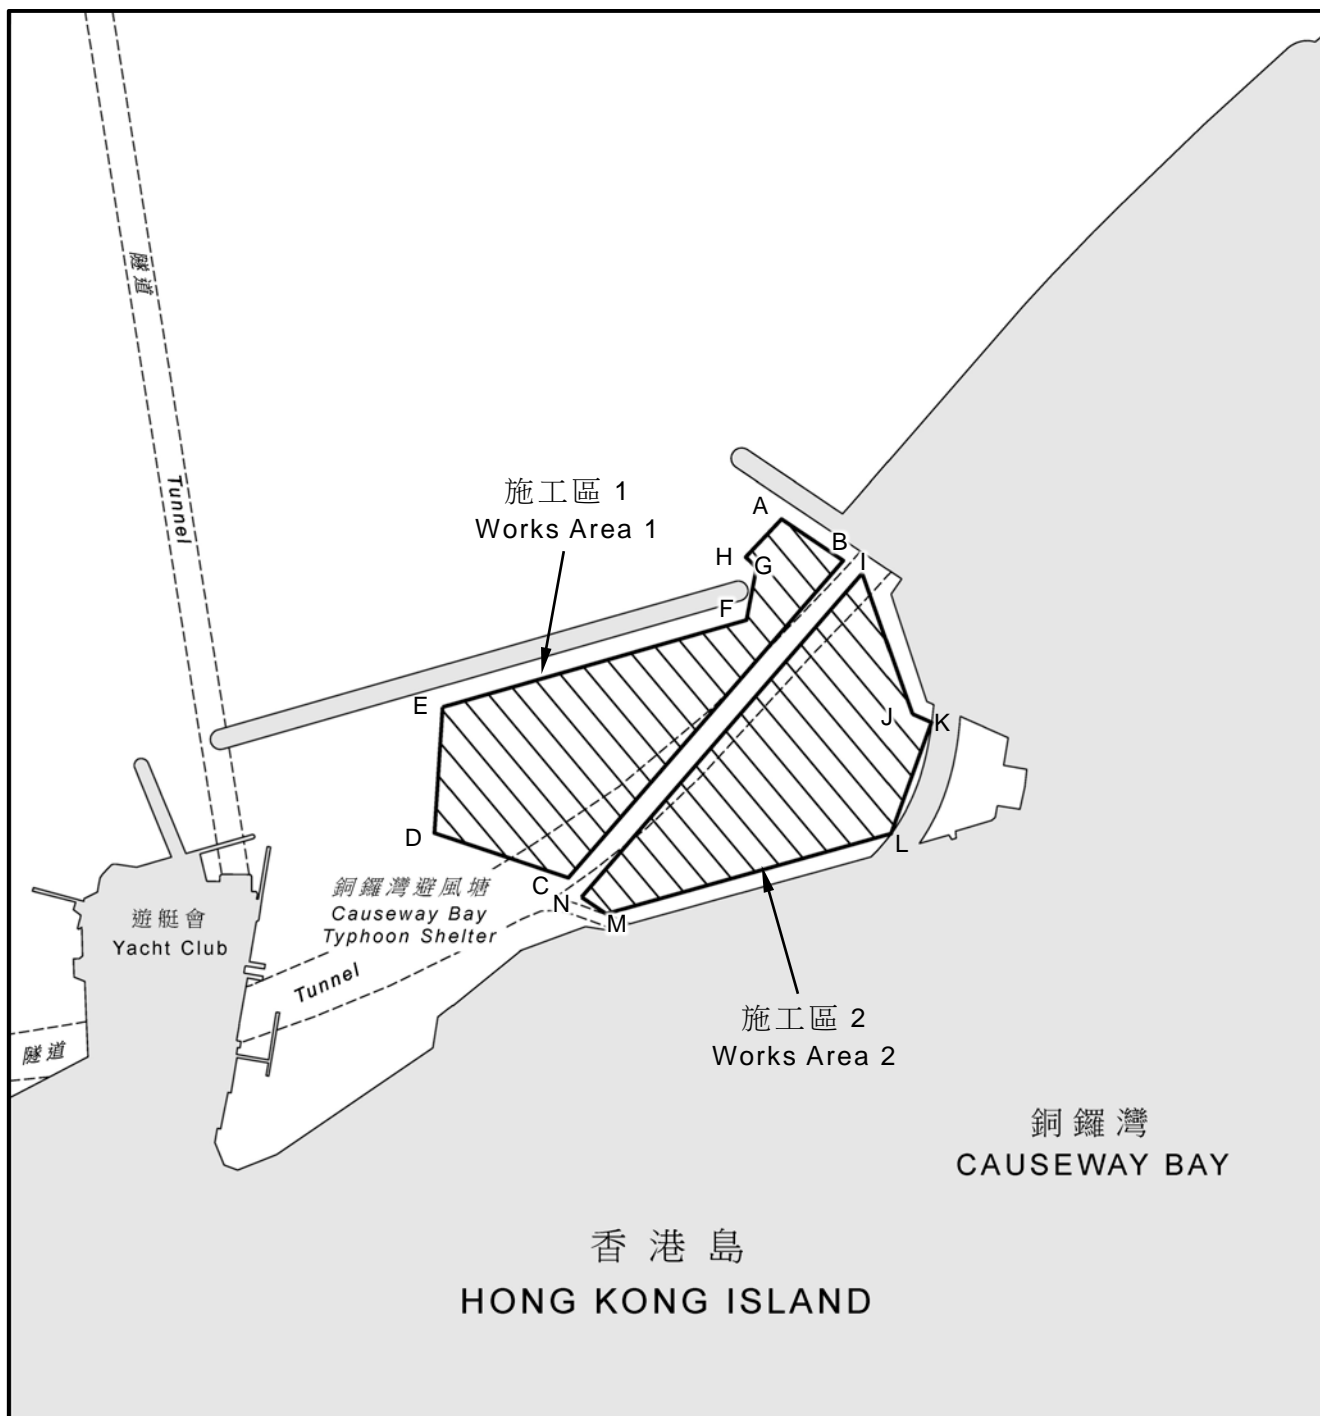 隧道
Tunnel
施工區 1
Works Area 1
A
B
H
G
I
F
E
J
K
D
L
C
N
M
銅鑼灣避風塘
Causeway Bay
Typhoon Shelter
遊艇會
Yacht Club
Tunnel
隧道
施工區 2
Works Area 2
銅鑼灣
CAUSEWAY BAY
香港島
HONG KONG ISLAND